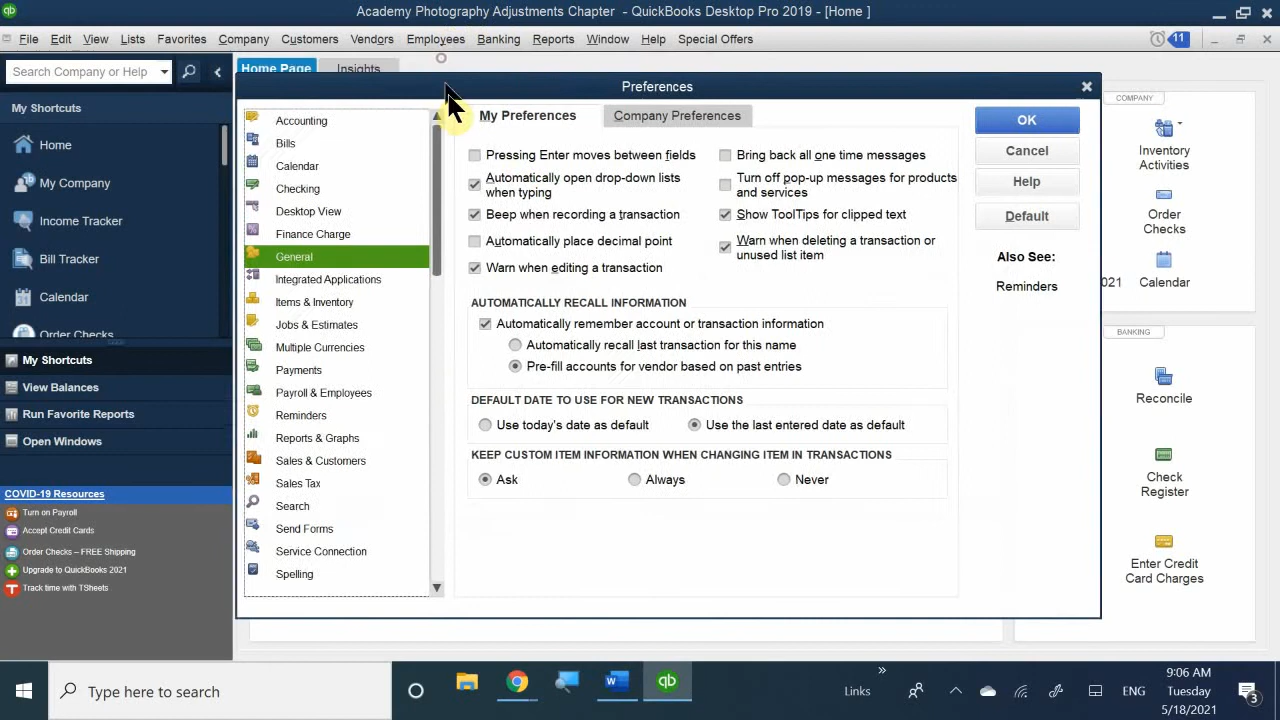 Academy Photography Adjustments Chapter - QuickBooks Desktop Pro 2019 - [Home ]
File Edit View Lists Favorites Company Customers Vendors Employees Banking Reports Window Help Special Offers 11
Search Company or Help
Home Page Insights
My Shortcuts
Home
My Company
Income Tracker
Bill Tracker
Calendar
Order Checks
My Shortcuts
View Balances
Run Favorite Reports
Open Windows
COVID-19 Resources
Turn on Payroll
Accept Credit Cards
Order Checks – FREE Shipping
Upgrade to QuickBooks 2021
Track time with TSheets
Preferences
Accounting
Bills
Calendar
Checking
Desktop View
Finance Charge
General
Integrated Applications
Items & Inventory
Jobs & Estimates
Multiple Currencies
Payments
Payroll & Employees
Reminders
Reports & Graphs
Sales & Customers
Sales Tax
Search
Send Forms
Service Connection
Spelling
My Preferences Company Preferences
Pressing Enter moves between fields
Automatically open drop-down lists
when typing
Beep when recording a transaction
Automatically place decimal point
Warn when editing a transaction
Bring back all one time messages
Turn off pop-up messages for products
and services
Show ToolTips for clipped text
Warn when deleting a transaction or
unused list item
AUTOMATICALLY RECALL INFORMATION
Automatically remember account or transaction information
Automatically recall last transaction for this name
Pre-fill accounts for vendor based on past entries
DEFAULT DATE TO USE FOR NEW TRANSACTIONS
Use today's date as default Use the last entered date as default
KEEP CUSTOM ITEM INFORMATION WHEN CHANGING ITEM IN TRANSACTIONS
Ask Always Never
OK
Cancel
Help
Default
Also See:
Reminders
COMPANY
Inventory
Activities
Order
Checks
021 Calendar
BANKING
Reconcile
Check
Register
Enter Credit
Card Charges
Type here to search
qb
Links
ENG
9:06 AM
Tuesday
5/18/2021
3